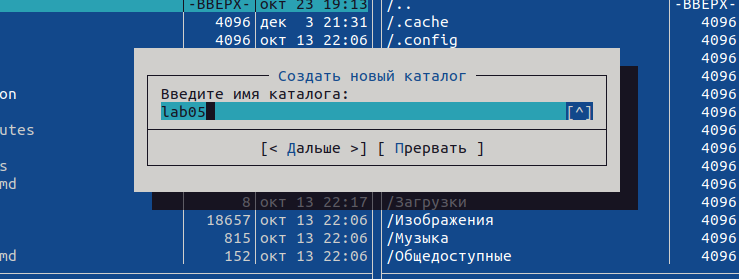 -ВВЕРХ- окт 23 19:13 /.. -ВВЕРХ-
4096 дек 3 21:31 /.cache 4096
4096 окт 13 22:06 /.config 4096
4096
Создать новый каталог 4096
on Введите имя каталога: 4096
lab05 [^] 4096
utes 4096
[< Дальше >] [ Прервать ] 4096
s 4096
md 4096
8 окт 13 22:17 /Загрузки 4096
18657 окт 13 22:06 /Изображения 4096
815 окт 13 22:06 /Музыка 4096
md 152 окт 13 22:06 /Общедоступные 4096